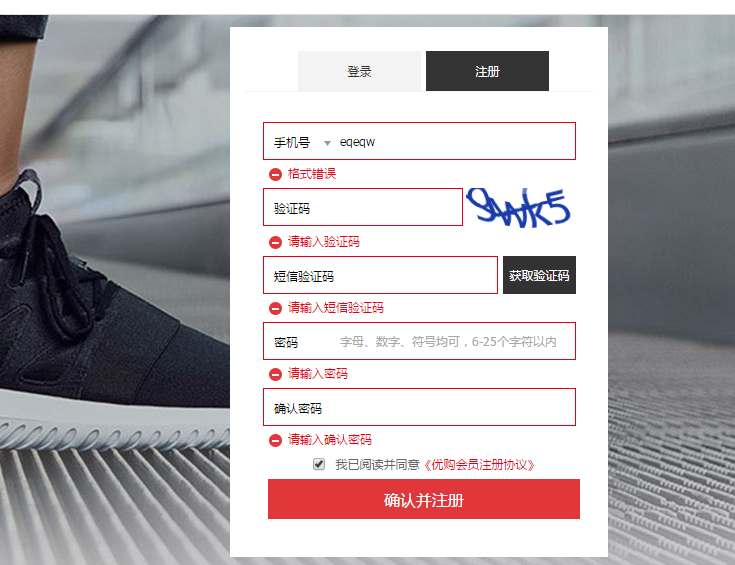 登录 注册
手机号 eqeqw
格式错误
验证码
请输入验证码
短信验证码 获取验证码
请输入短信验证码
密码 字母、数字、符号均可，6-25个字符以内
请输入密码
确认密码
请输入确认密码
我已阅读并同意《优购会员注册协议》
确认并注册